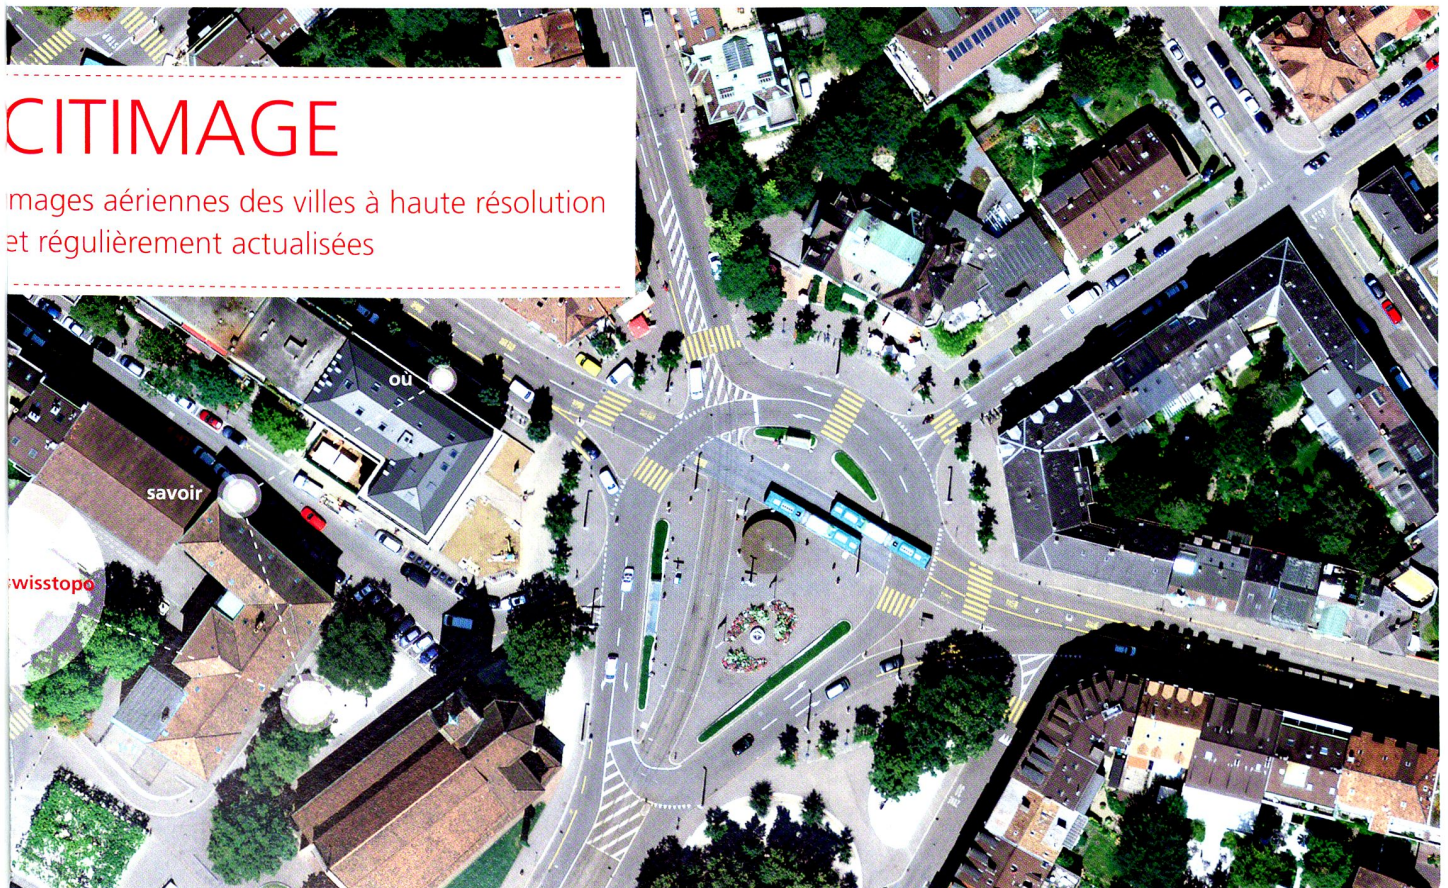 CITIMAGE
mages aériennes des villes à haute résolution
et régulièrement actualisées
où
savoir
wisstopo